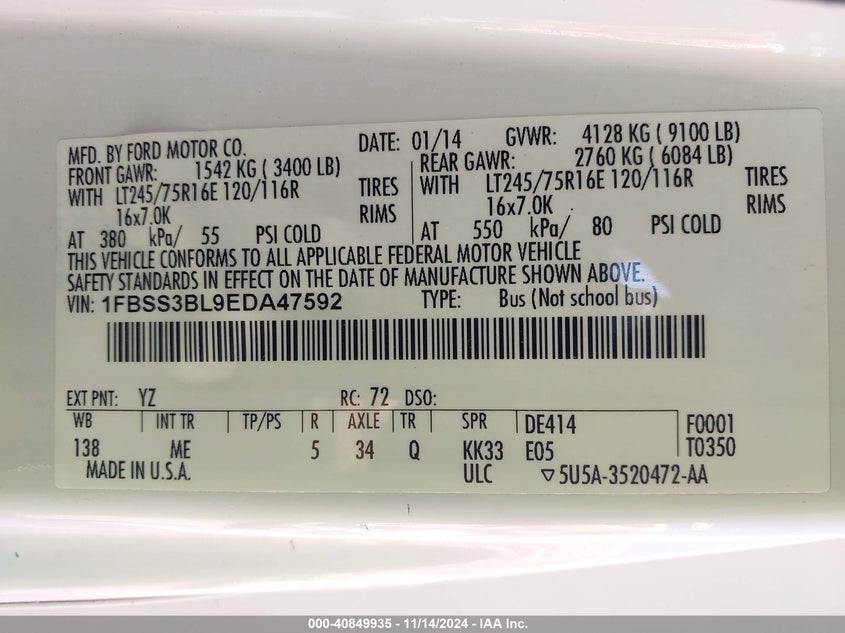 MFD. BY FORD MOTOR CO. DATE: 01/14 GVWR: 4128 KG ( 9100 LB)
FRONT GAWR: 1542 KG ( 3400 LB) REAR GAWR: 2760 KG ( 6084 LB)
WITH LT245/75R16E 120/116R TIRES WITH LT245/75R16E 120/116R TIRES
16x7.0K RIMS 16x7.0K RIMS
AT 380 kPa/ 55 PSI COLD AT 550 kPa/ 80 PSI COLD
THIS VEHICLE CONFORMS TO ALL APPLICABLE FEDERAL MOTOR VEHICLE
SAFETY STANDARDS IN EFFECT ON THE DATE OF MANUFACTURE SHOWN ABOVE.
VIN: 1FBSS3BL9EDA47592 TYPE: Bus (Not school bus)
EXT PNT: YZ RC: 72 DSO:
WB INT TR TP/PS R AXLE TR SPR DE414 F0001
138 ME 5 34 Q KK33 E05 T0350
MADE IN U.S.A. ULC ▽5U5A-3520472-AA
000-40849935 - 11/14/2024 - IAA Inc.